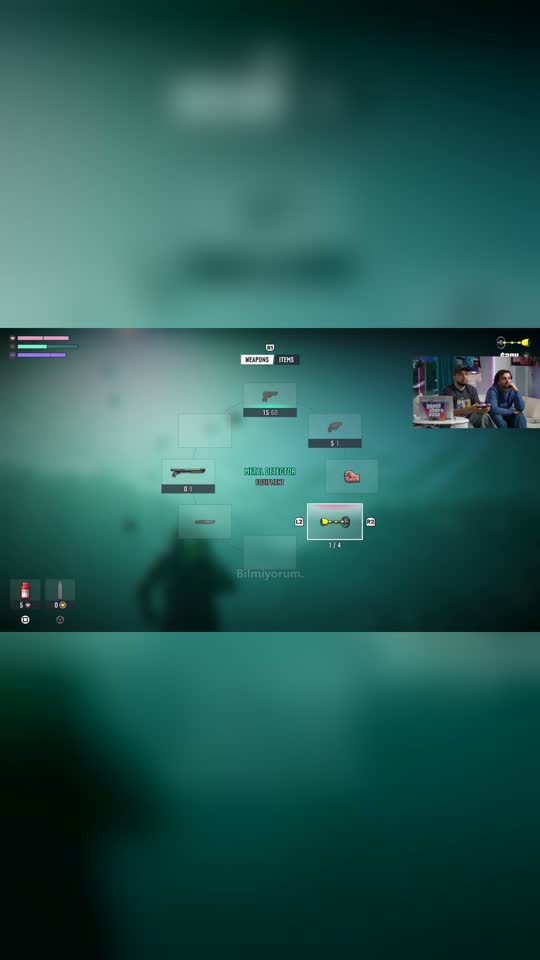 R1
WEAPONS ITEMS
15 60
5 1
0 9
METAL DETECTOR
EQUIPMENT
L2
R2
1 / 4
Bilmiyorum.
5
0